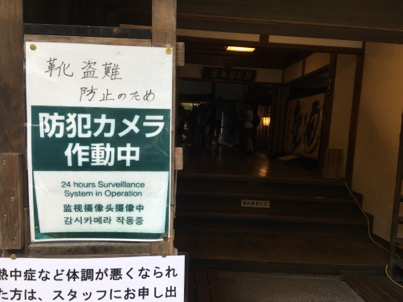 靴盗難
防止のため
防犯カメラ
作動中
24 hours Surveillance
System in Operation
监视摄像头摄像中
감시카메라 작동중
熱中症など体調が悪くなられ
た方は、スタッフにお申し出